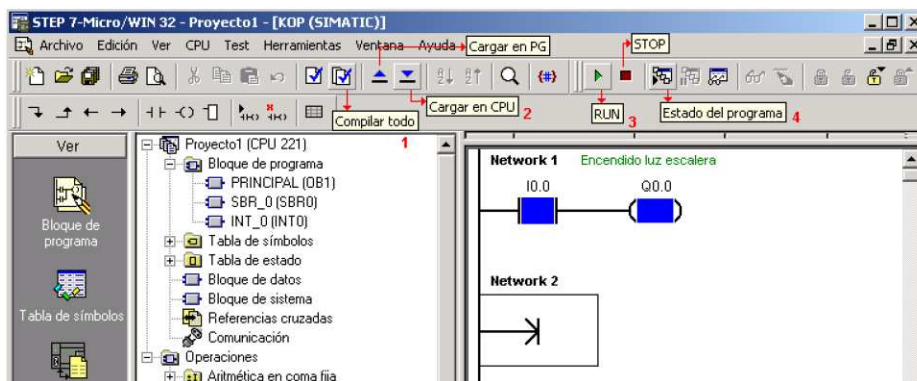 STEP 7-Micro/WIN 32 - Proyecto1 - [KOP (SIMATIC)]
Archivo Edición Ver CPU Test Herramientas Ventana Ayuda
Cargar en PG
STOP
Cargar en CPU 2
Compilar todo
1
RUN 3
Estado del programa 4
Ver
Bloque de
programa
Tabla de símbolos
Proyecto1 (CPU 221)
Bloque de programa
PRINCIPAL (OB1)
SBR_0 (SBR0)
INT_0 (INT0)
Tabla de símbolos
Tabla de estado
Bloque de datos
Bloque de sistema
Referencias cruzadas
Comunicación
Operaciones
Aritmética en coma fija
Network 1 Encendido luz escalera
I0.0 Q0.0
Network 2